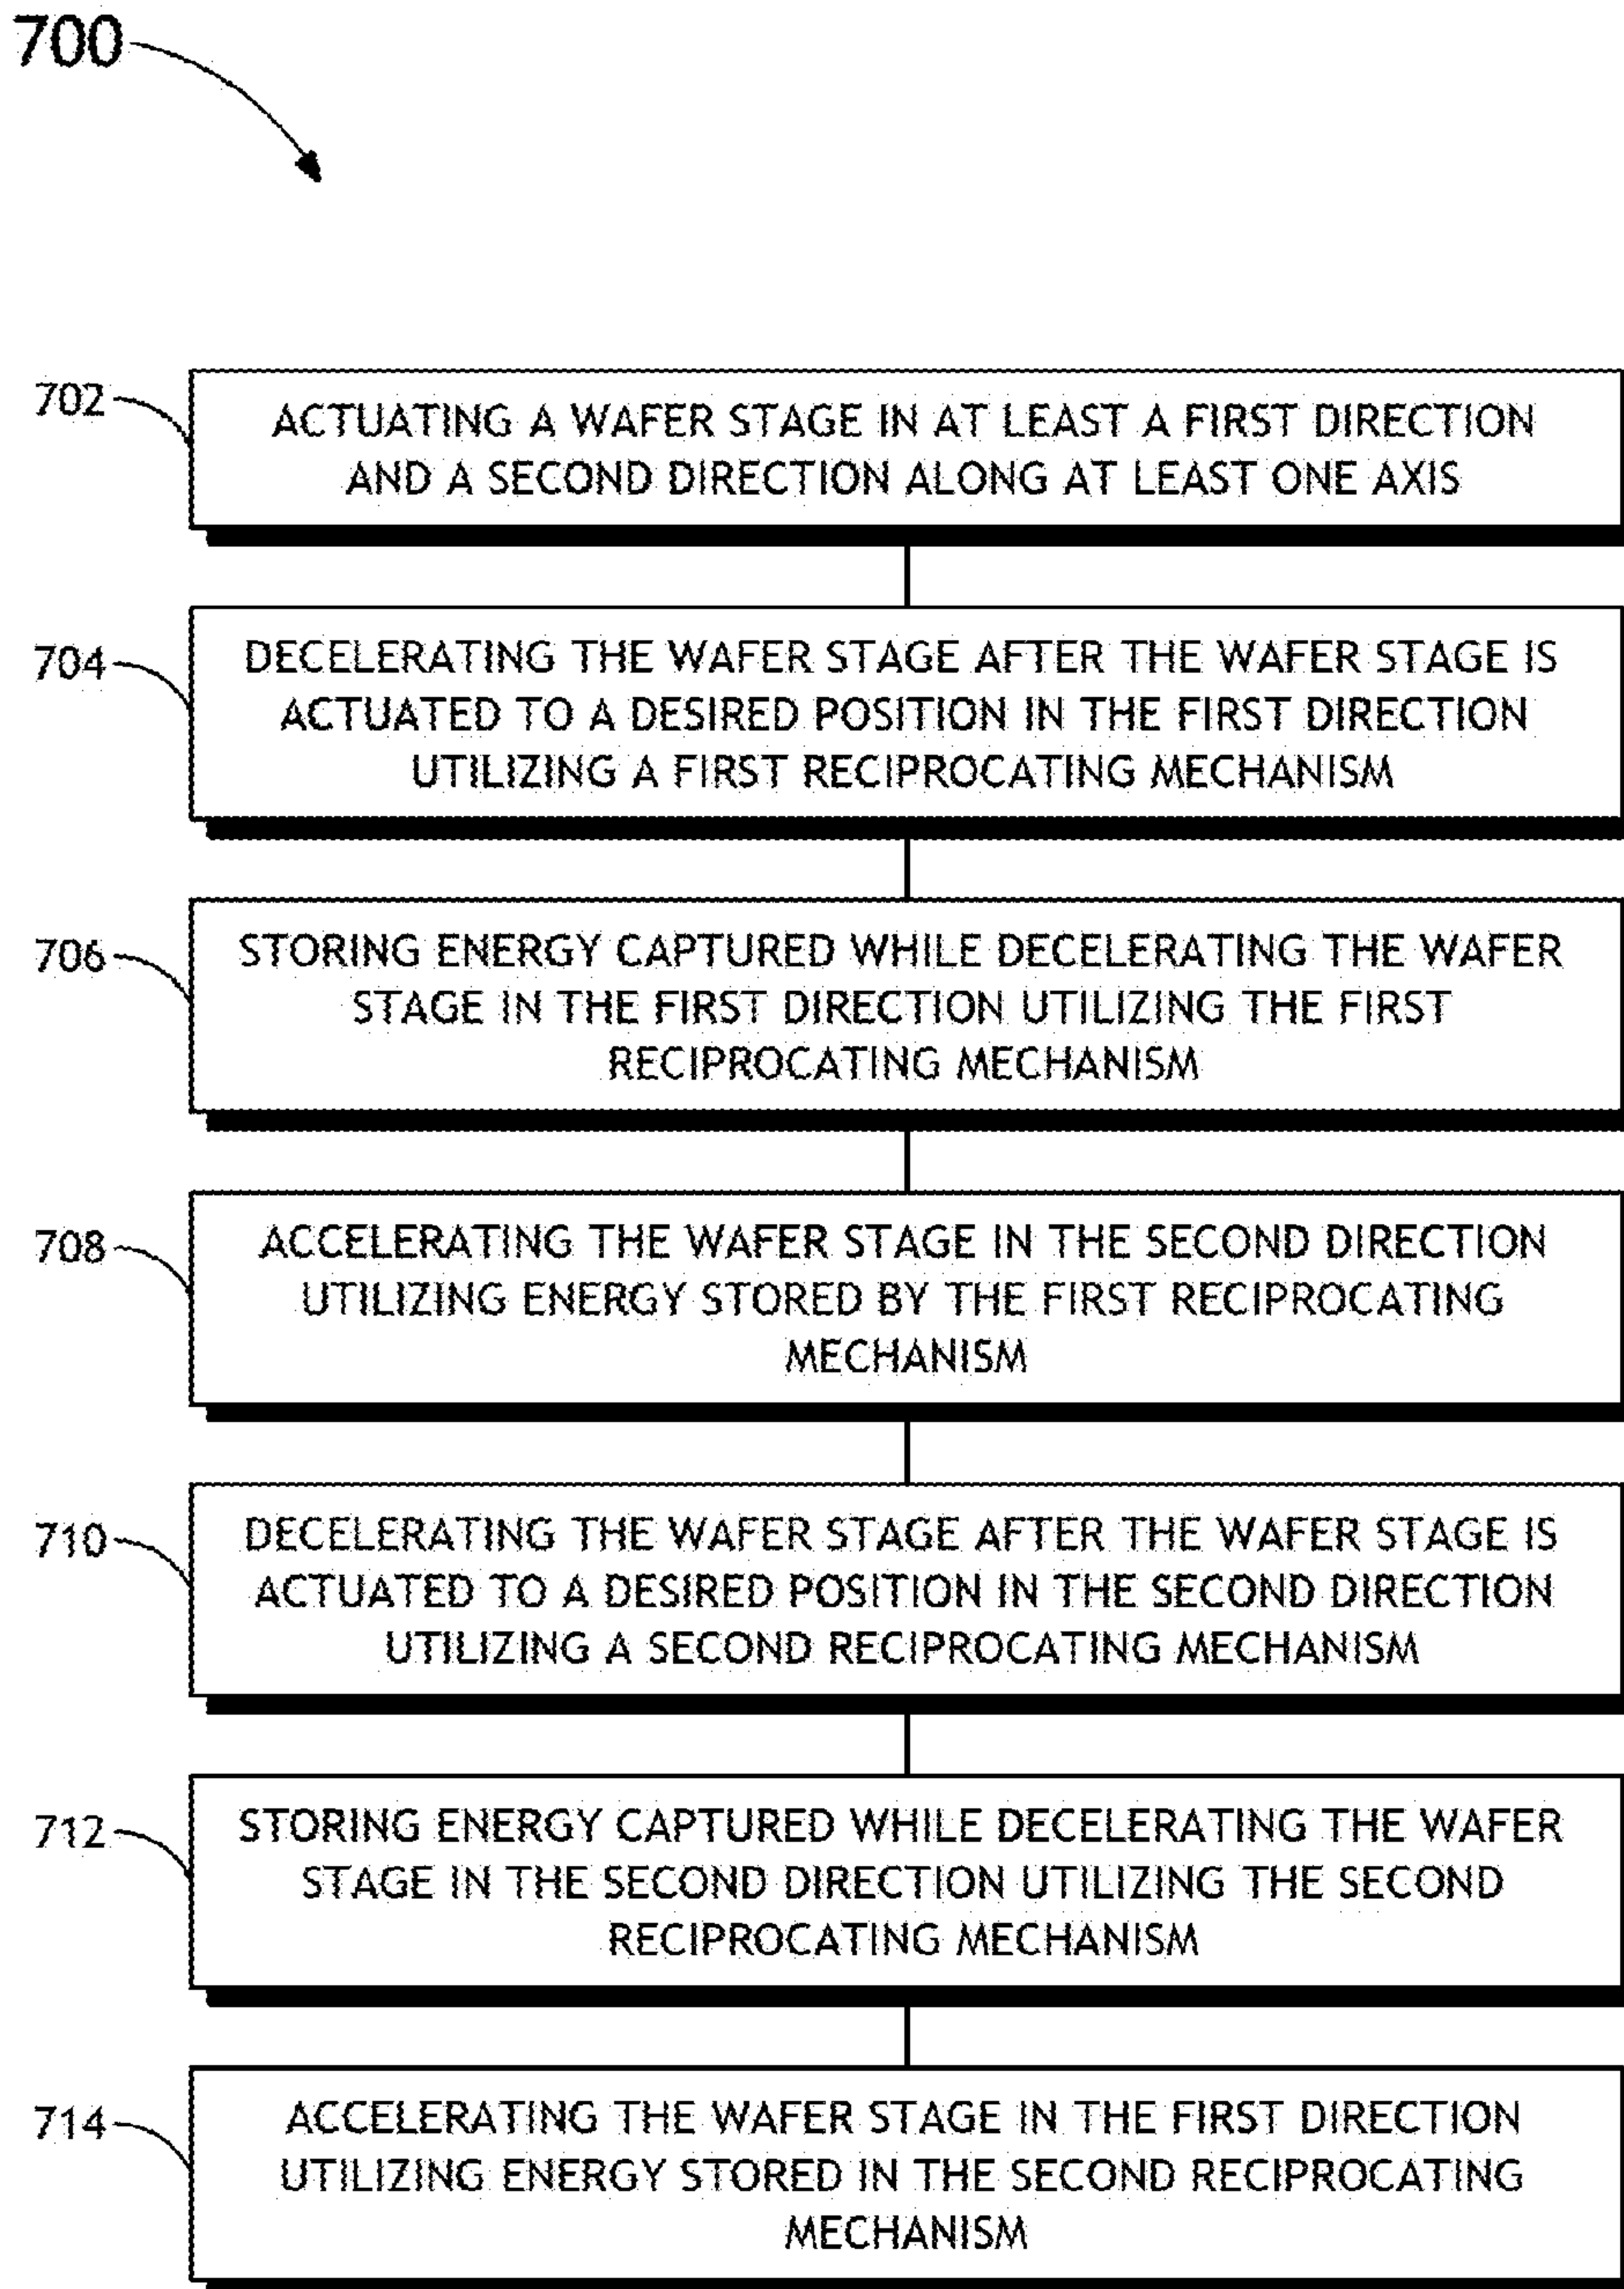 700
702
ACTUATING A WAFER STAGE IN AT LEAST A FIRST DIRECTION
AND A SECOND DIRECTION ALONG AT LEAST ONE AXIS
704
DECELERATING THE WAFER STAGE AFTER THE WAFER STAGE IS
ACTUATED TO A DESIRED POSITION IN THE FIRST DIRECTION
UTILIZING A FIRST RECIPROCATING MECHANISM
706
STORING ENERGY CAPTURED WHILE DECELERATING THE WAFER
STAGE IN THE FIRST DIRECTION UTILIZING THE FIRST
RECIPROCATING MECHANISM
708
ACCELERATING THE WAFER STAGE IN THE SECOND DIRECTION
UTILIZING ENERGY STORED BY THE FIRST RECIPROCATING
MECHANISM
710
DECELERATING THE WAFER STAGE AFTER THE WAFER STAGE IS
ACTUATED TO A DESIRED POSITION IN THE SECOND DIRECTION
UTILIZING A SECOND RECIPROCATING MECHANISM
712
STORING ENERGY CAPTURED WHILE DECELERATING THE WAFER
STAGE IN THE SECOND DIRECTION UTILIZING THE SECOND
RECIPROCATING MECHANISM
714
ACCELERATING THE WAFER STAGE IN THE FIRST DIRECTION
UTILIZING ENERGY STORED IN THE SECOND RECIPROCATING
MECHANISM